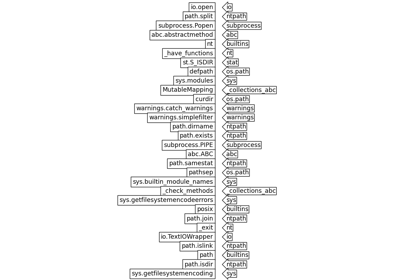 io.open io
path.split ntpath
subprocess.Popen subprocess
abc.abstractmethod abc
nt builtins
_have_functions nt
st.S_ISDIR stat
defpath os.path
sys.modules sys
MutableMapping _collections_abc
curdir os.path
warnings.catch_warnings warnings
warnings.simplefilter warnings
path.dirname ntpath
path.exists ntpath
subprocess.PIPE subprocess
abc.ABC abc
path.samestat ntpath
pathsep os.path
sys.builtin_module_names sys
_check_methods _collections_abc
sys.getfilesystemencodeerrors sys
posix builtins
path.join ntpath
_exit nt
io.TextIOWrapper io
path.islink ntpath
path builtins
path.isdir ntpath
sys.getfilesystemencoding sys